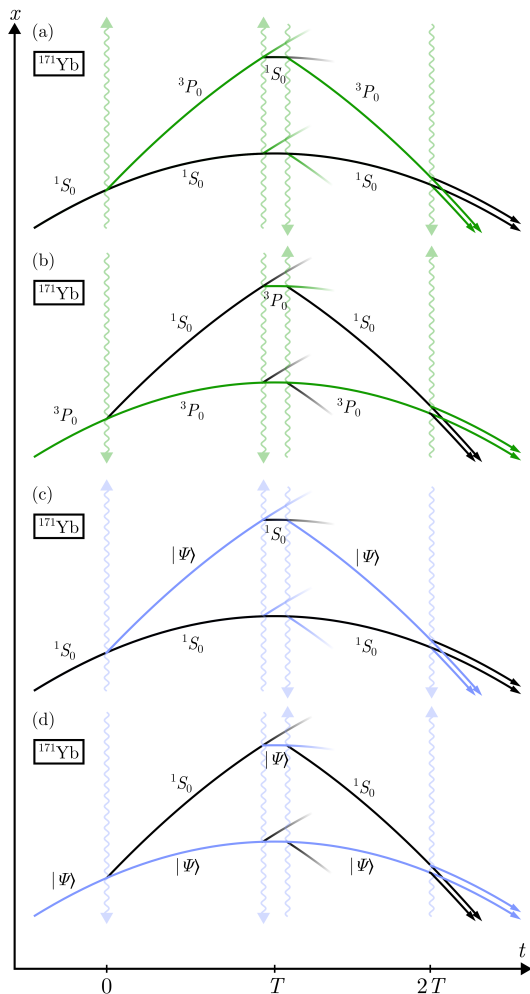 x
(a)
¹⁷¹Yb
¹S₀
³P₀
³P₀
¹S₀
¹S₀
¹S₀
(b)
¹⁷¹Yb
³P₀
¹S₀
¹S₀
³P₀
³P₀
³P₀
(c)
¹⁷¹Yb
¹S₀
|Ψ⟩
|Ψ⟩
¹S₀
¹S₀
¹S₀
(d)
¹⁷¹Yb
¹S₀
|Ψ⟩
¹S₀
|Ψ⟩
|Ψ⟩
|Ψ⟩
t
0 T 2T